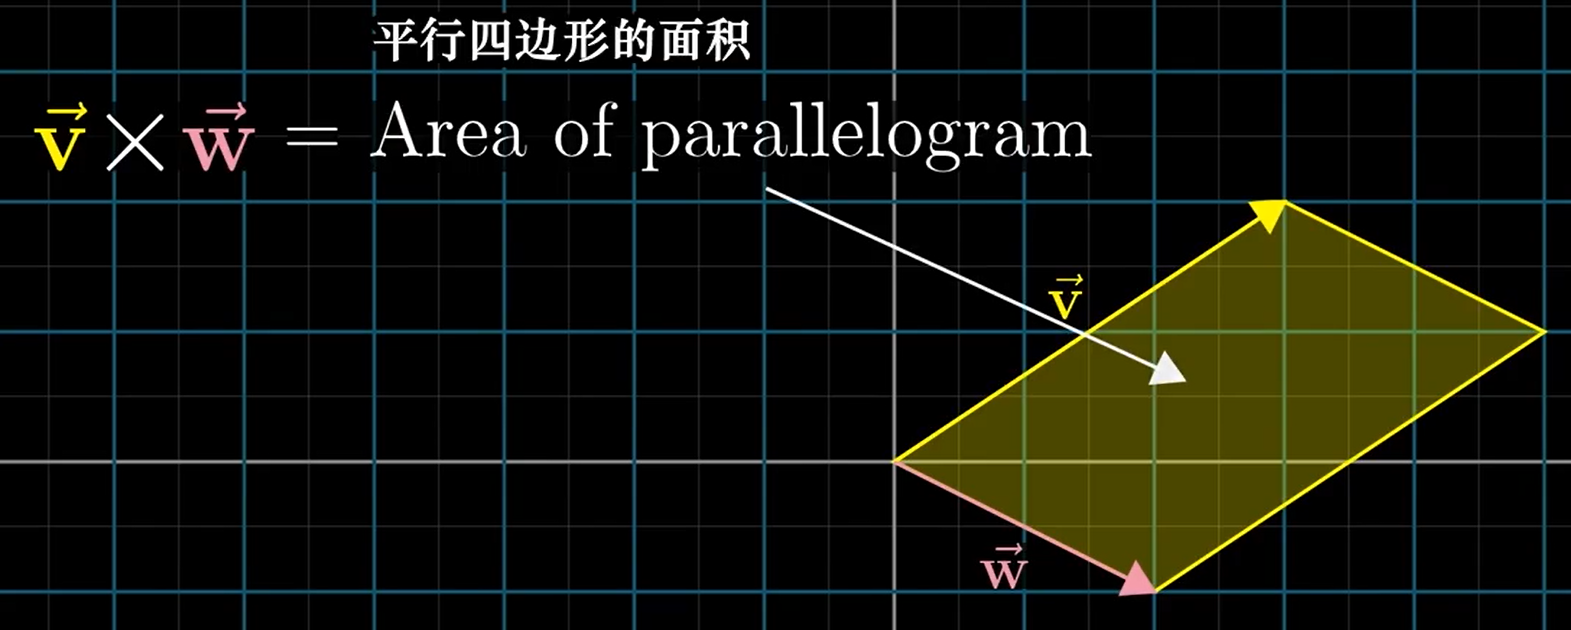 平行四边形的面积
v⃗ × w⃗ = Area of parallelogram
v⃗
w⃗